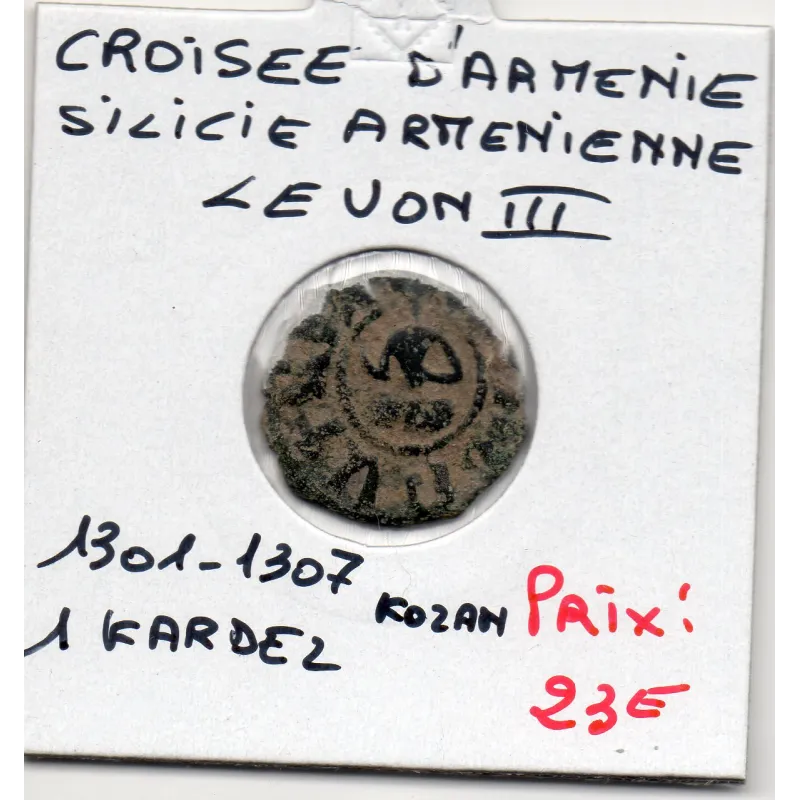 CROISEE D'ARMENIE
SILICIE ARMENIENNE
LEVON III
1301-1307
1 KARDEZ
KOZAN
PRIX:
23E